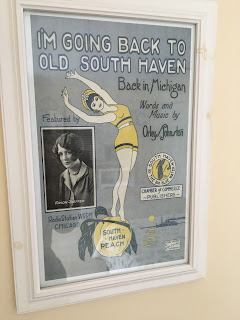 I'M GOING BACK TO
OLD SOUTH HAVEN
Back in Michigan
Words and
Music by
Featured by
Radio Station
CHICAGO
CHAMBER of COMMERCE
PUBLISHERS
SOUTH
HAVEN
PEACH